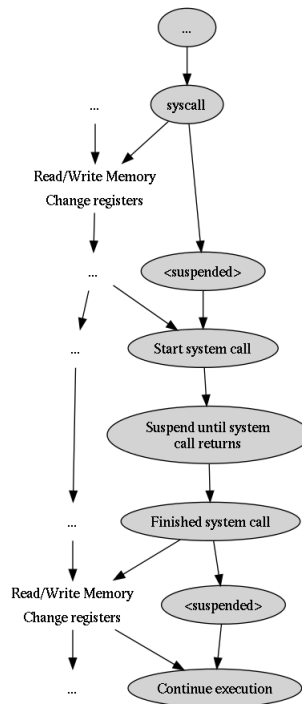 ...
syscall
...
Read/Write Memory
Change registers
...
<suspended>
Start system call
...
Suspend until system
call returns
Finished system call
...
Read/Write Memory
Change registers
<suspended>
Continue execution
...